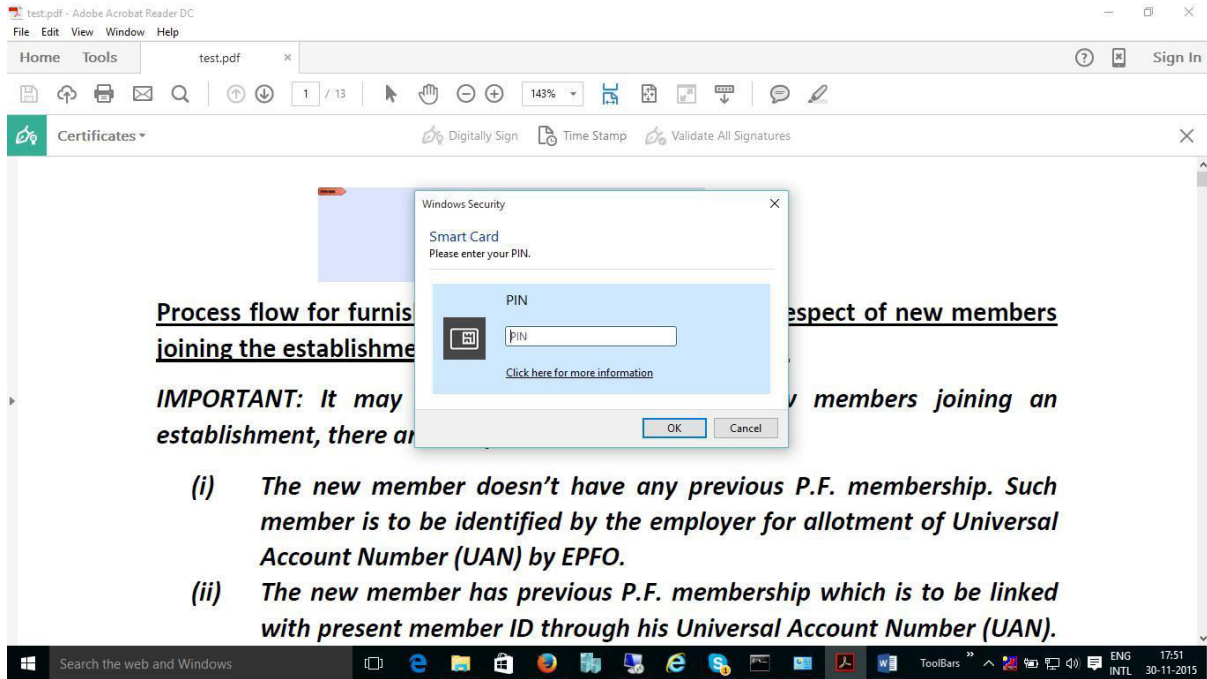 test.pdf - Adobe Acrobat Reader DC
File Edit View Window Help
Home Tools test.pdf Sign In
1 / 13 143%
Certificates Digitally Sign Time Stamp Validate All Signatures
Windows Security
Smart Card
Please enter your PIN.
PIN
PIN
Click here for more information
OK Cancel
Process flow for furnis espect of new members
joining the establishme
IMPORTANT: It may members joining an
establishment, there ar
(i) The new member doesn't have any previous P.F. membership. Such
member is to be identified by the employer for allotment of Universal
Account Number (UAN) by EPFO.
(ii) The new member has previous P.F. membership which is to be linked
with present member ID through his Universal Account Number (UAN).
Search the web and Windows ToolBars ENG 17:51
INTL 30-11-2015